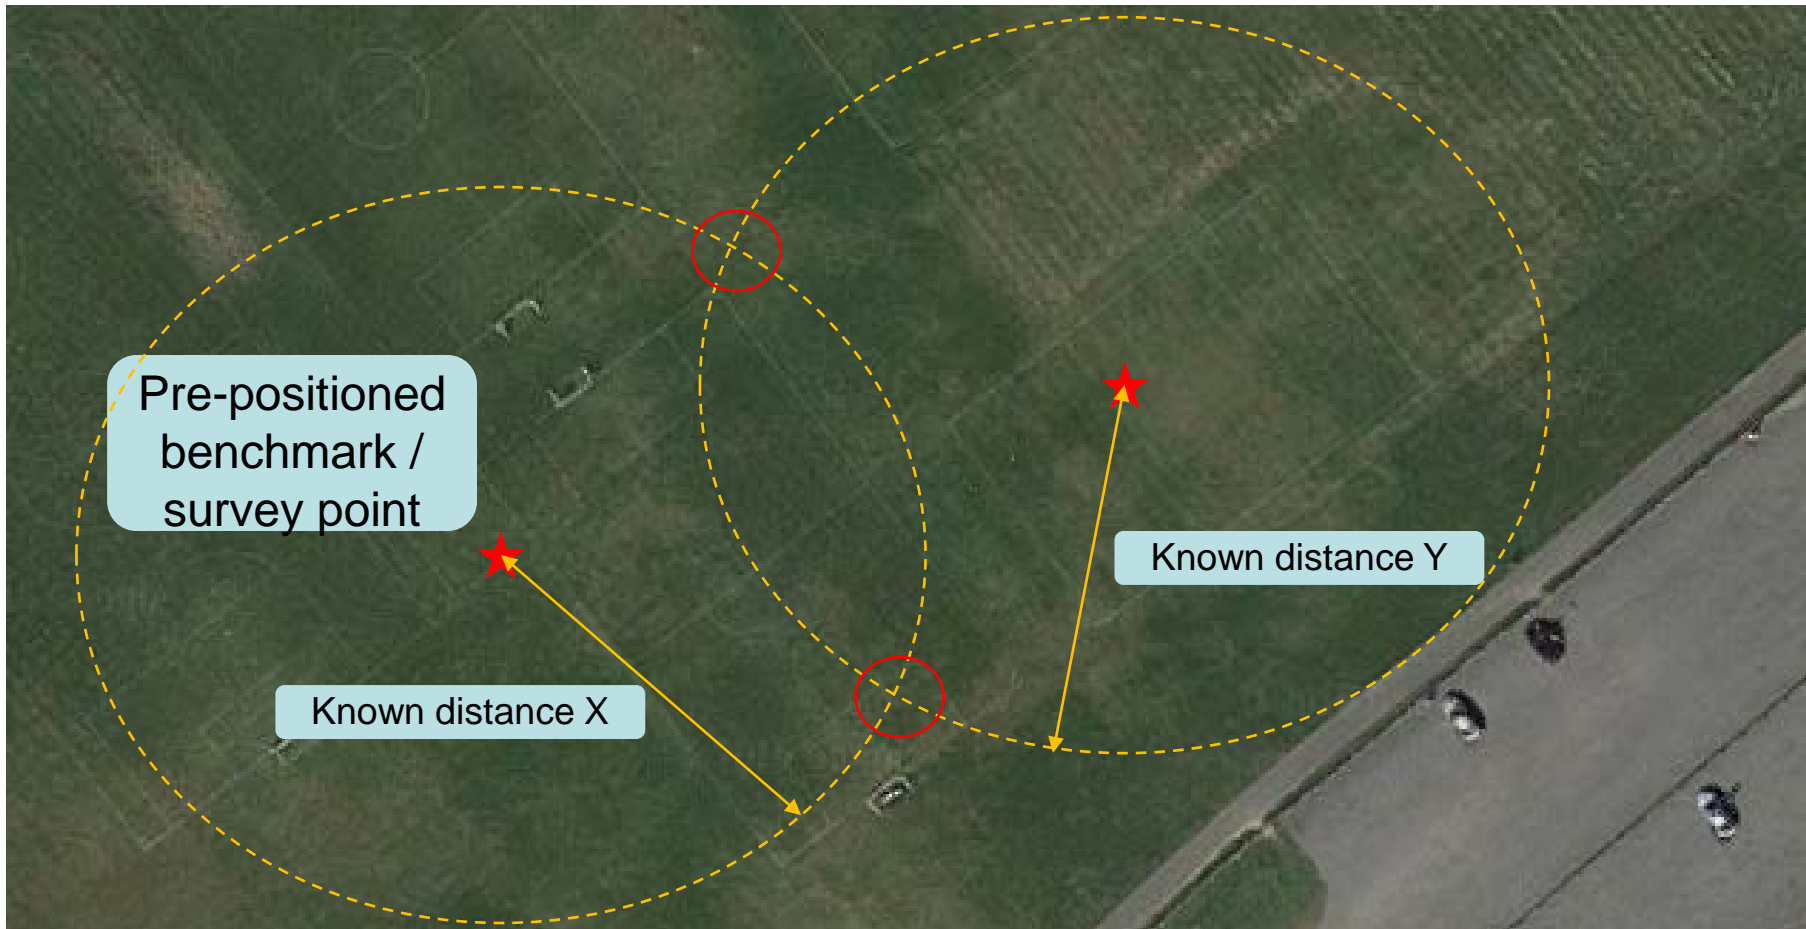 Pre-positioned
benchmark /
survey point
Known distance Y
Known distance X